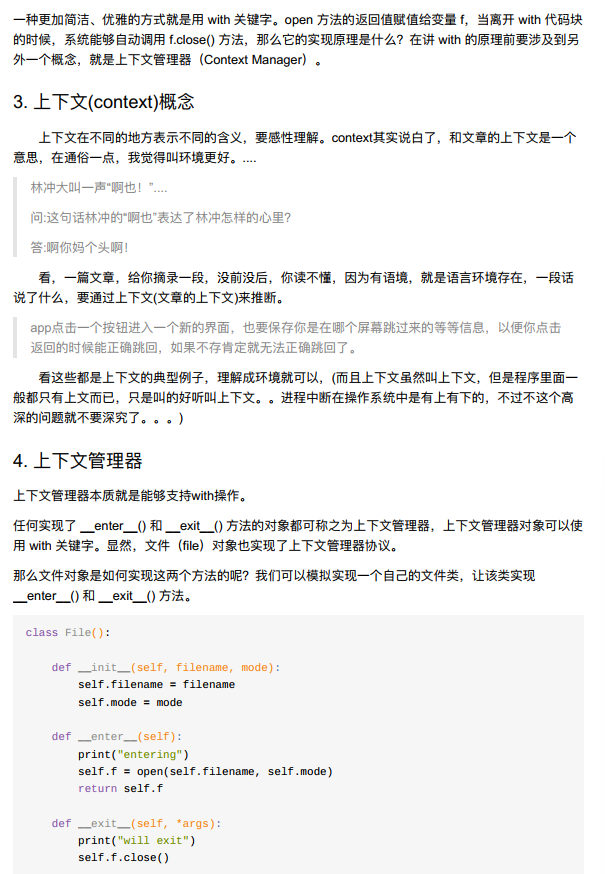 一种更加简洁、优雅的方式就是用 with 关键字。open 方法的返回值赋值给变量 f，当离开 with 代码块
的时候，系统能够自动调用 f.close() 方法，那么它的实现原理是什么？在讲 with 的原理前要涉及到另
外一个概念，就是上下文管理器（Context Manager）。
3. 上下文(context)概念
上下文在不同的地方表示不同的含义，要感性理解。context其实说白了，和文章的上下文是一个
意思，在通俗一点，我觉得叫环境更好。....
林冲大叫一声“啊也！”....
问:这句话林冲的“啊也”表达了林冲怎样的心里?
答:啊你妈个头啊！
看，一篇文章，给你摘录一段，没前没后，你读不懂，因为有语境，就是语言环境存在，一段话
说了什么，要通过上下文(文章的上下文)来推断。
app点击一个按钮进入一个新的界面，也要保存你是在哪个屏幕跳过来的等等信息，以便你点击
返回的时候能正确跳回，如果不存肯定就无法正确跳回了。
看这些都是上下文的典型例子，理解成环境就可以，(而且上下文虽然叫上下文，但是程序里面一
般都只有上文而已，只是叫的好听叫上下文。。进程中断在操作系统中是有上有下的，不过不这个高
深的问题就不要深究了。。。)
4. 上下文管理器
上下文管理器本质就是能够支持with操作。
任何实现了 __enter__() 和 __exit__() 方法的对象都可称之为上下文管理器，上下文管理器对象可以使
用 with 关键字。显然，文件（file）对象也实现了上下文管理器协议。
那么文件对象是如何实现这两个方法的呢？我们可以模拟实现一个自己的文件类，让该类实现
__enter__() 和 __exit__() 方法。
class File():
def __init__(self, filename, mode):
self.filename = filename
self.mode = mode
def __enter__(self):
print("entering")
self.f = open(self.filename, self.mode)
return self.f
def __exit__(self, *args):
print("will exit")
self.f.close()